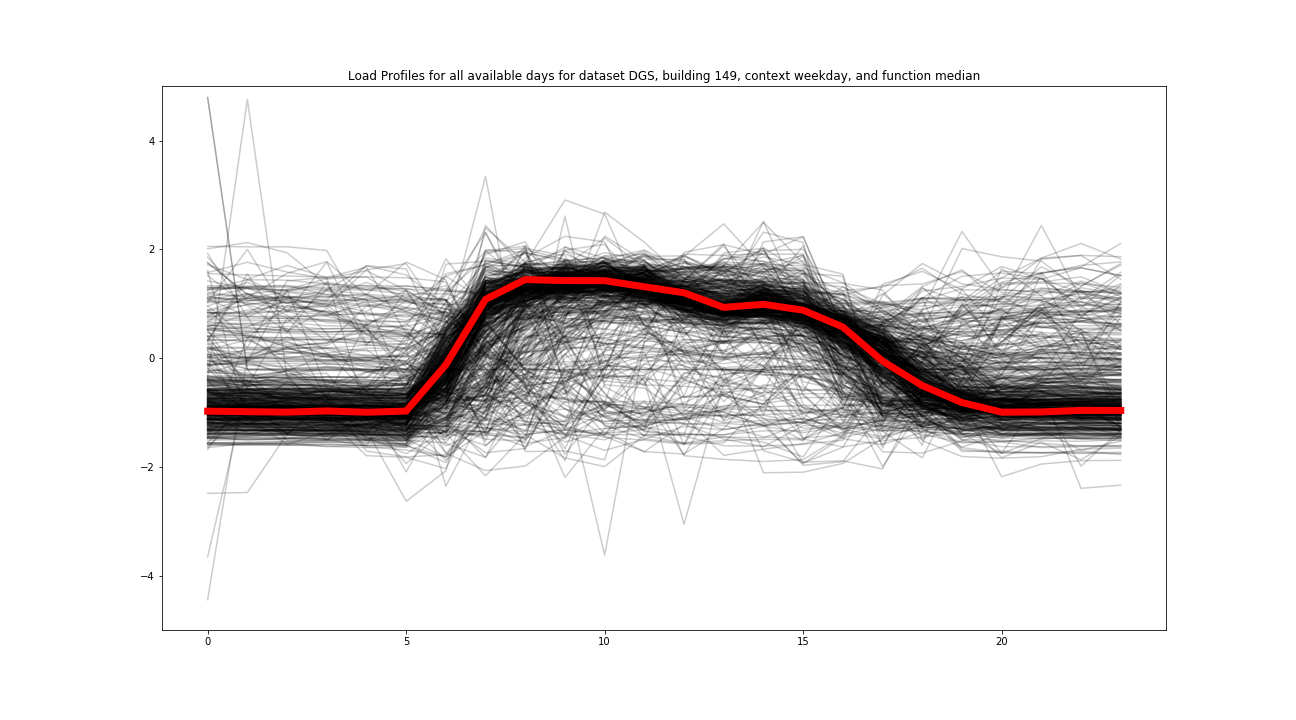 Load Profiles for all available days for dataset DGS, building 149, context weekday, and function median
4
2
0
−2
−4
0 5 10 15 20